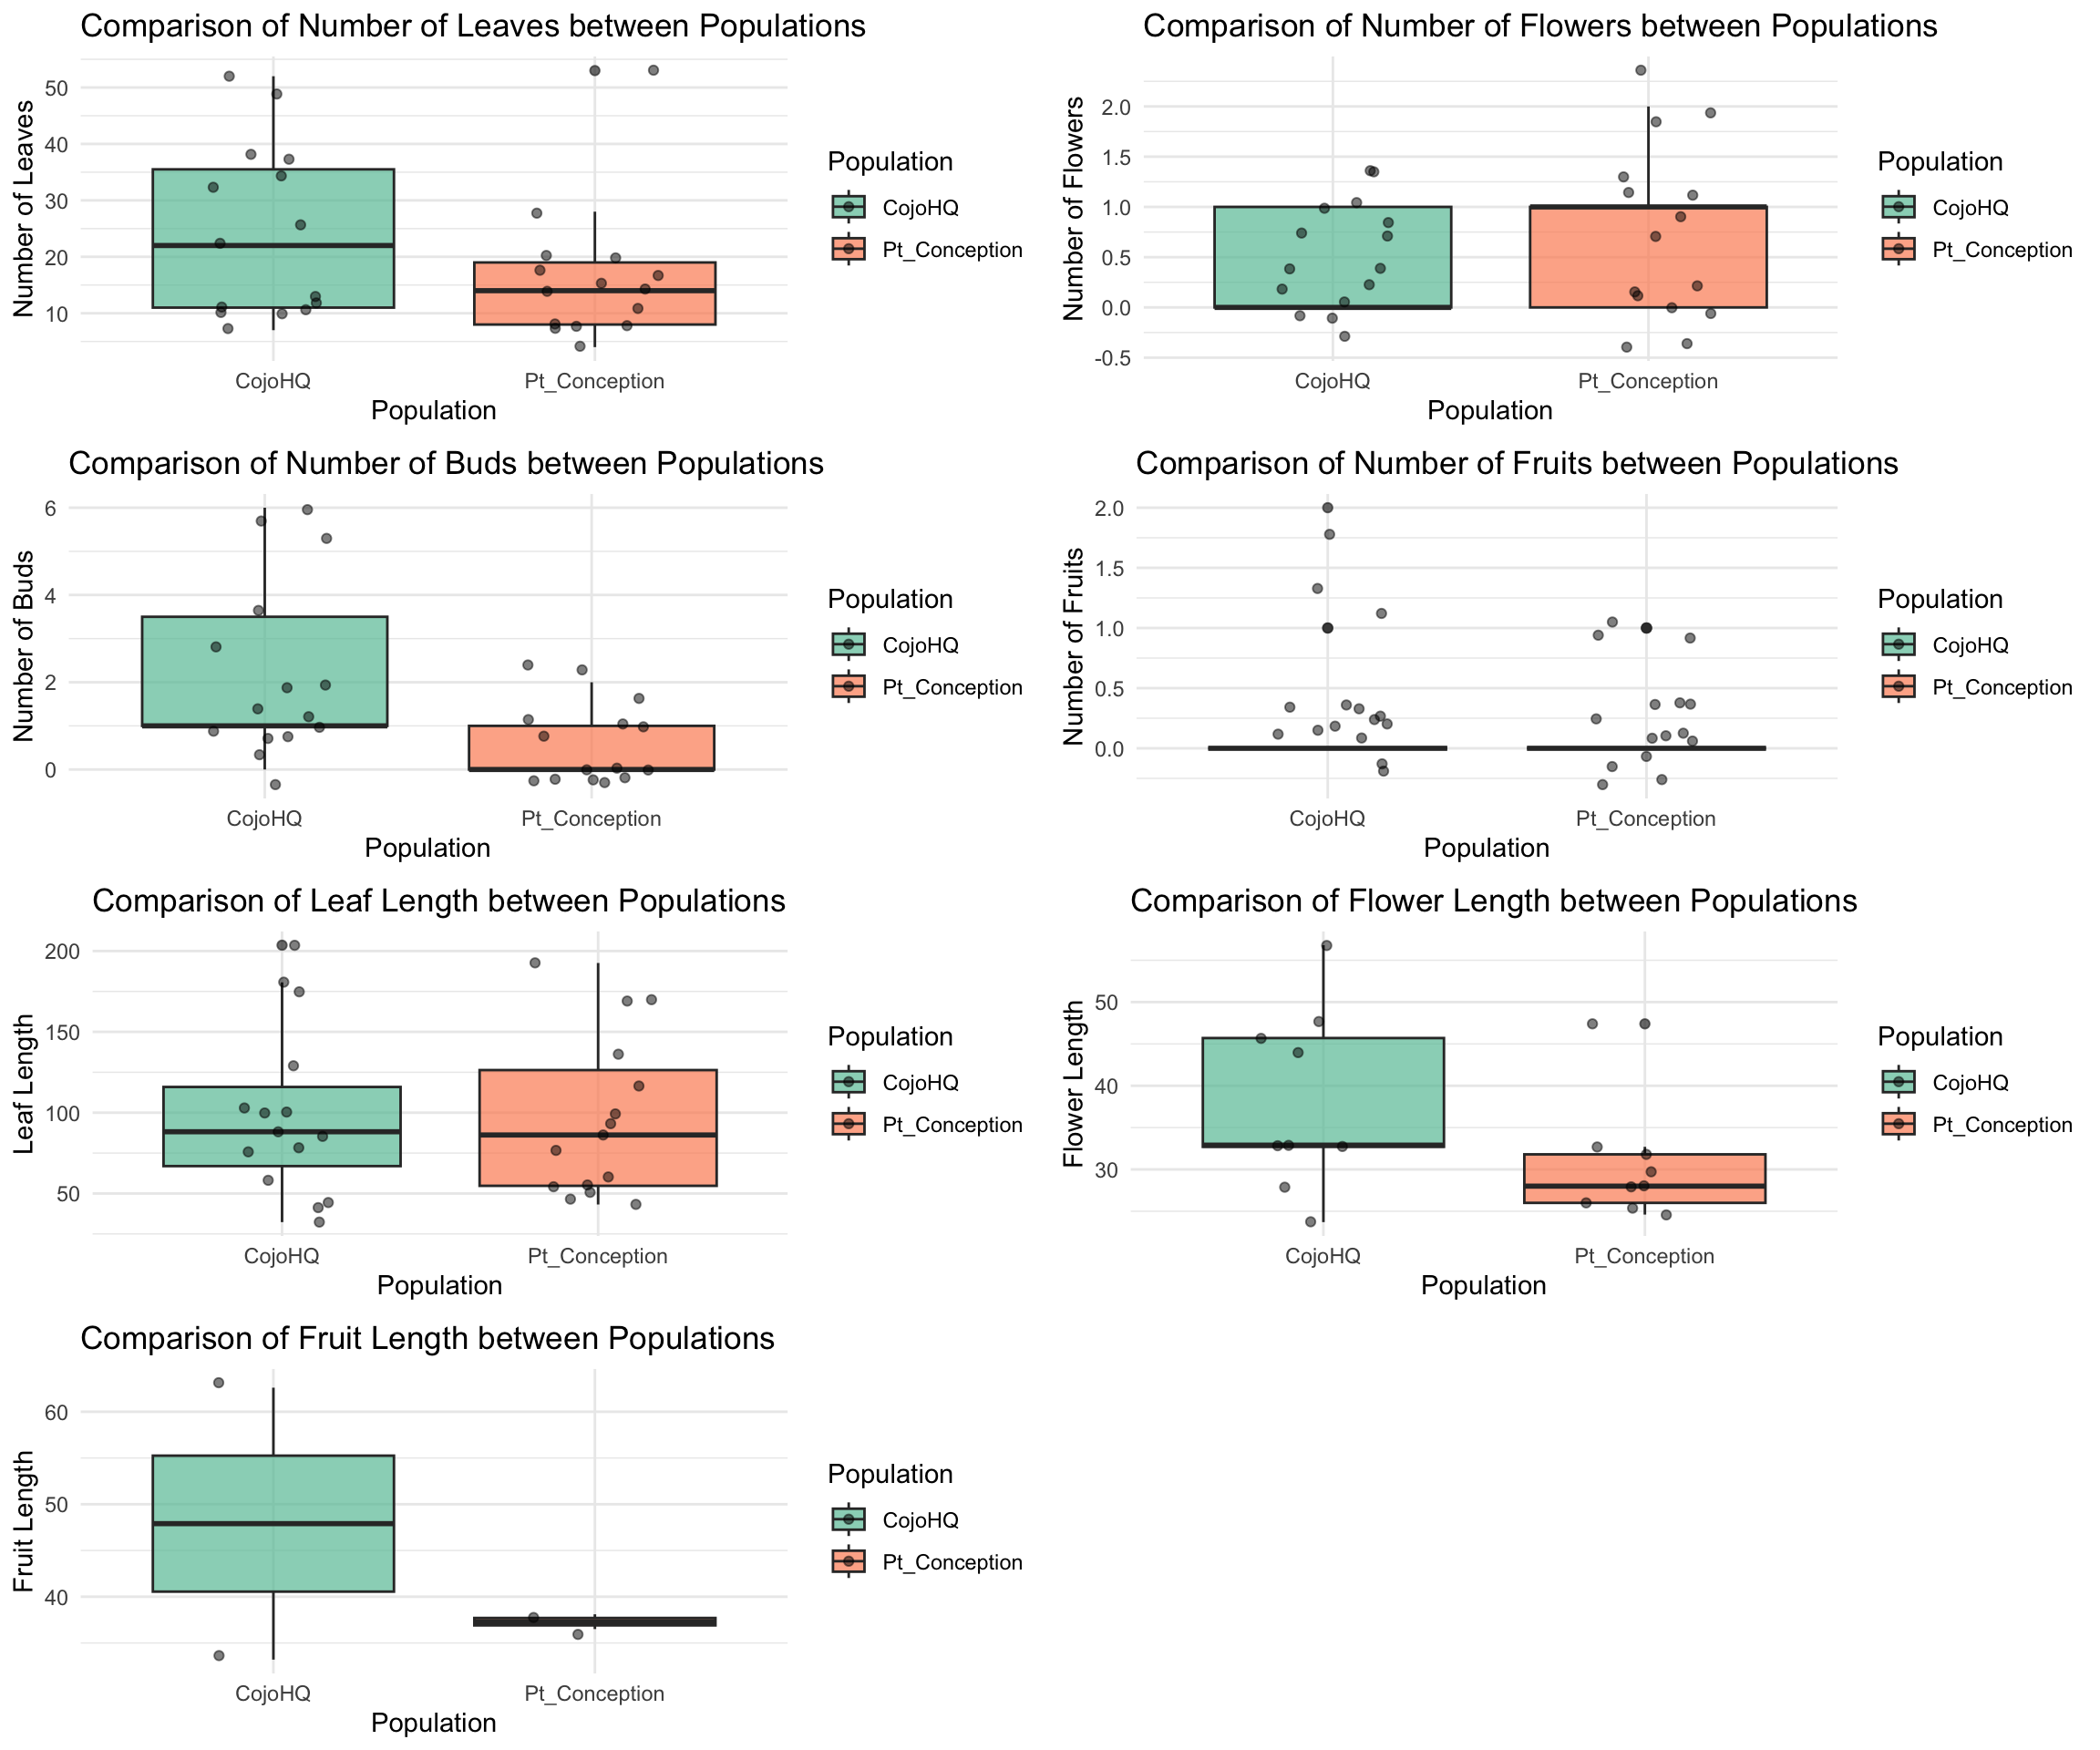 Comparison of Number of Leaves between Populations
Number of Leaves
50
40
30
20
10
CojoHQ
Pt_Conception
Population
Population
CojoHQ
Pt_Conception
Comparison of Number of Flowers between Populations
Number of Flowers
2.0
1.5
1.0
0.5
0.0
-0.5
CojoHQ
Pt_Conception
Population
Population
CojoHQ
Pt_Conception
Comparison of Number of Buds between Populations
Number of Buds
6
4
2
0
CojoHQ
Pt_Conception
Population
Population
CojoHQ
Pt_Conception
Comparison of Number of Fruits between Populations
Number of Fruits
2.0
1.5
1.0
0.5
0.0
CojoHQ
Pt_Conception
Population
Population
CojoHQ
Pt_Conception
Comparison of Leaf Length between Populations
Leaf Length
200
150
100
50
CojoHQ
Pt_Conception
Population
Population
CojoHQ
Pt_Conception
Comparison of Flower Length between Populations
Flower Length
50
40
30
CojoHQ
Pt_Conception
Population
Population
CojoHQ
Pt_Conception
Comparison of Fruit Length between Populations
Fruit Length
60
50
40
CojoHQ
Pt_Conception
Population
Population
CojoHQ
Pt_Conception